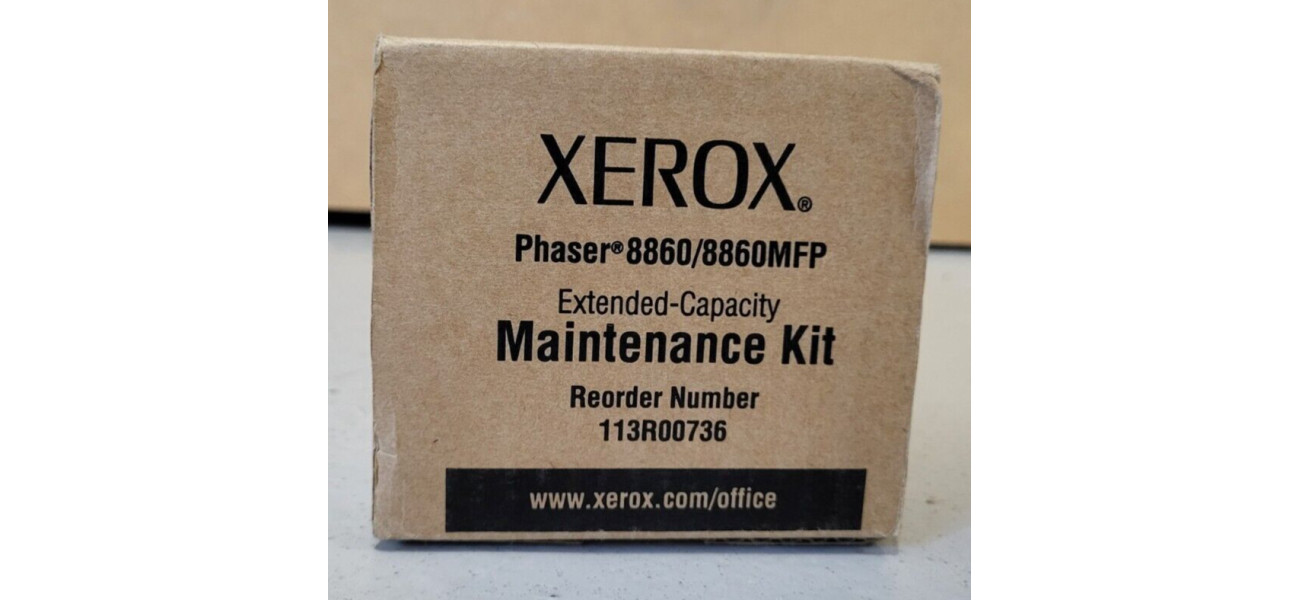 XEROX®
Phaser® 8860/8860MFP
Extended-Capacity
Maintenance Kit
Reorder Number
113R00736
www.xerox.com/office